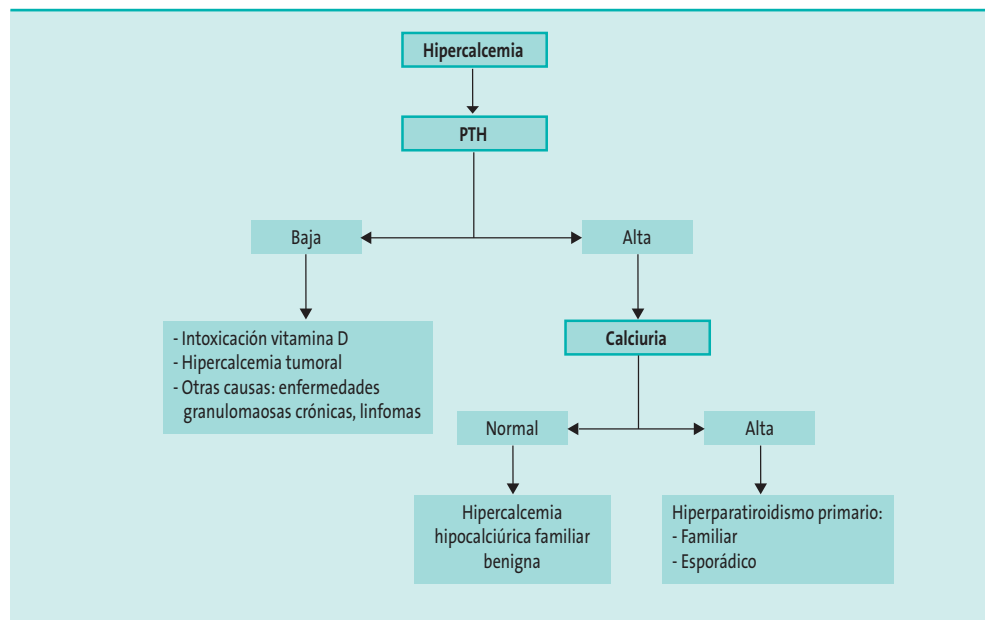 Hipercalcemia
PTH
Baja
Alta
- Intoxicación vitamina D
- Hipercalcemia tumoral
- Otras causas: enfermedades
granulomaosas crónicas, linfomas
Calciuria
Normal
Alta
Hipercalcemia
hipocalciúrica familiar
benigna
Hiperparatiroidismo primario:
- Familiar
- Esporádico